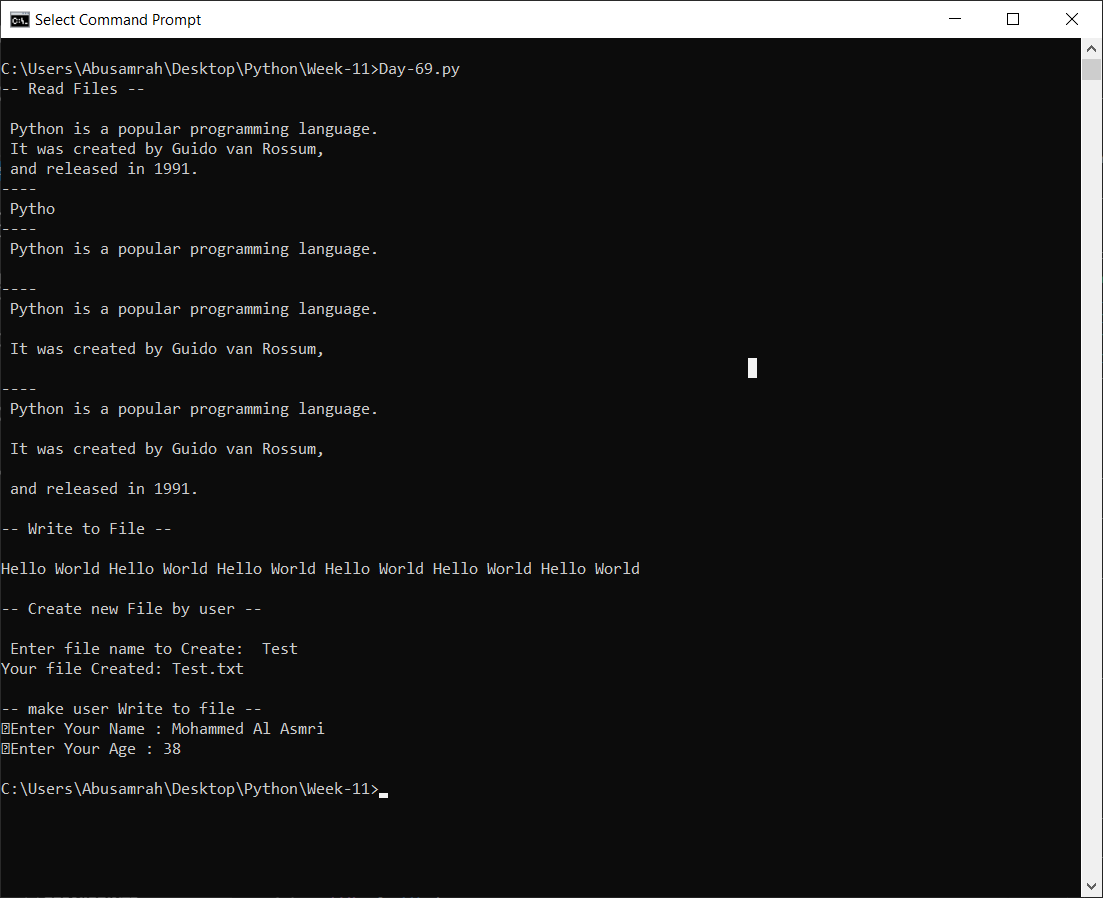 Select Command Prompt
C:\Users\Abusamrah\Desktop\Python\Week-11>Day-69.py
-- Read Files --
Python is a popular programming language.
It was created by Guido van Rossum,
and released in 1991.
----
Pytho
----
Python is a popular programming language.
----
Python is a popular programming language.
It was created by Guido van Rossum,
----
Python is a popular programming language.
It was created by Guido van Rossum,
and released in 1991.
-- Write to File --
Hello World Hello World Hello World Hello World Hello World Hello World
-- Create new File by user --
Enter file name to Create:  Test
Your file Created: Test.txt
-- make user Write to file --
Enter Your Name : Mohammed Al Asmri
Enter Your Age : 38
C:\Users\Abusamrah\Desktop\Python\Week-11>